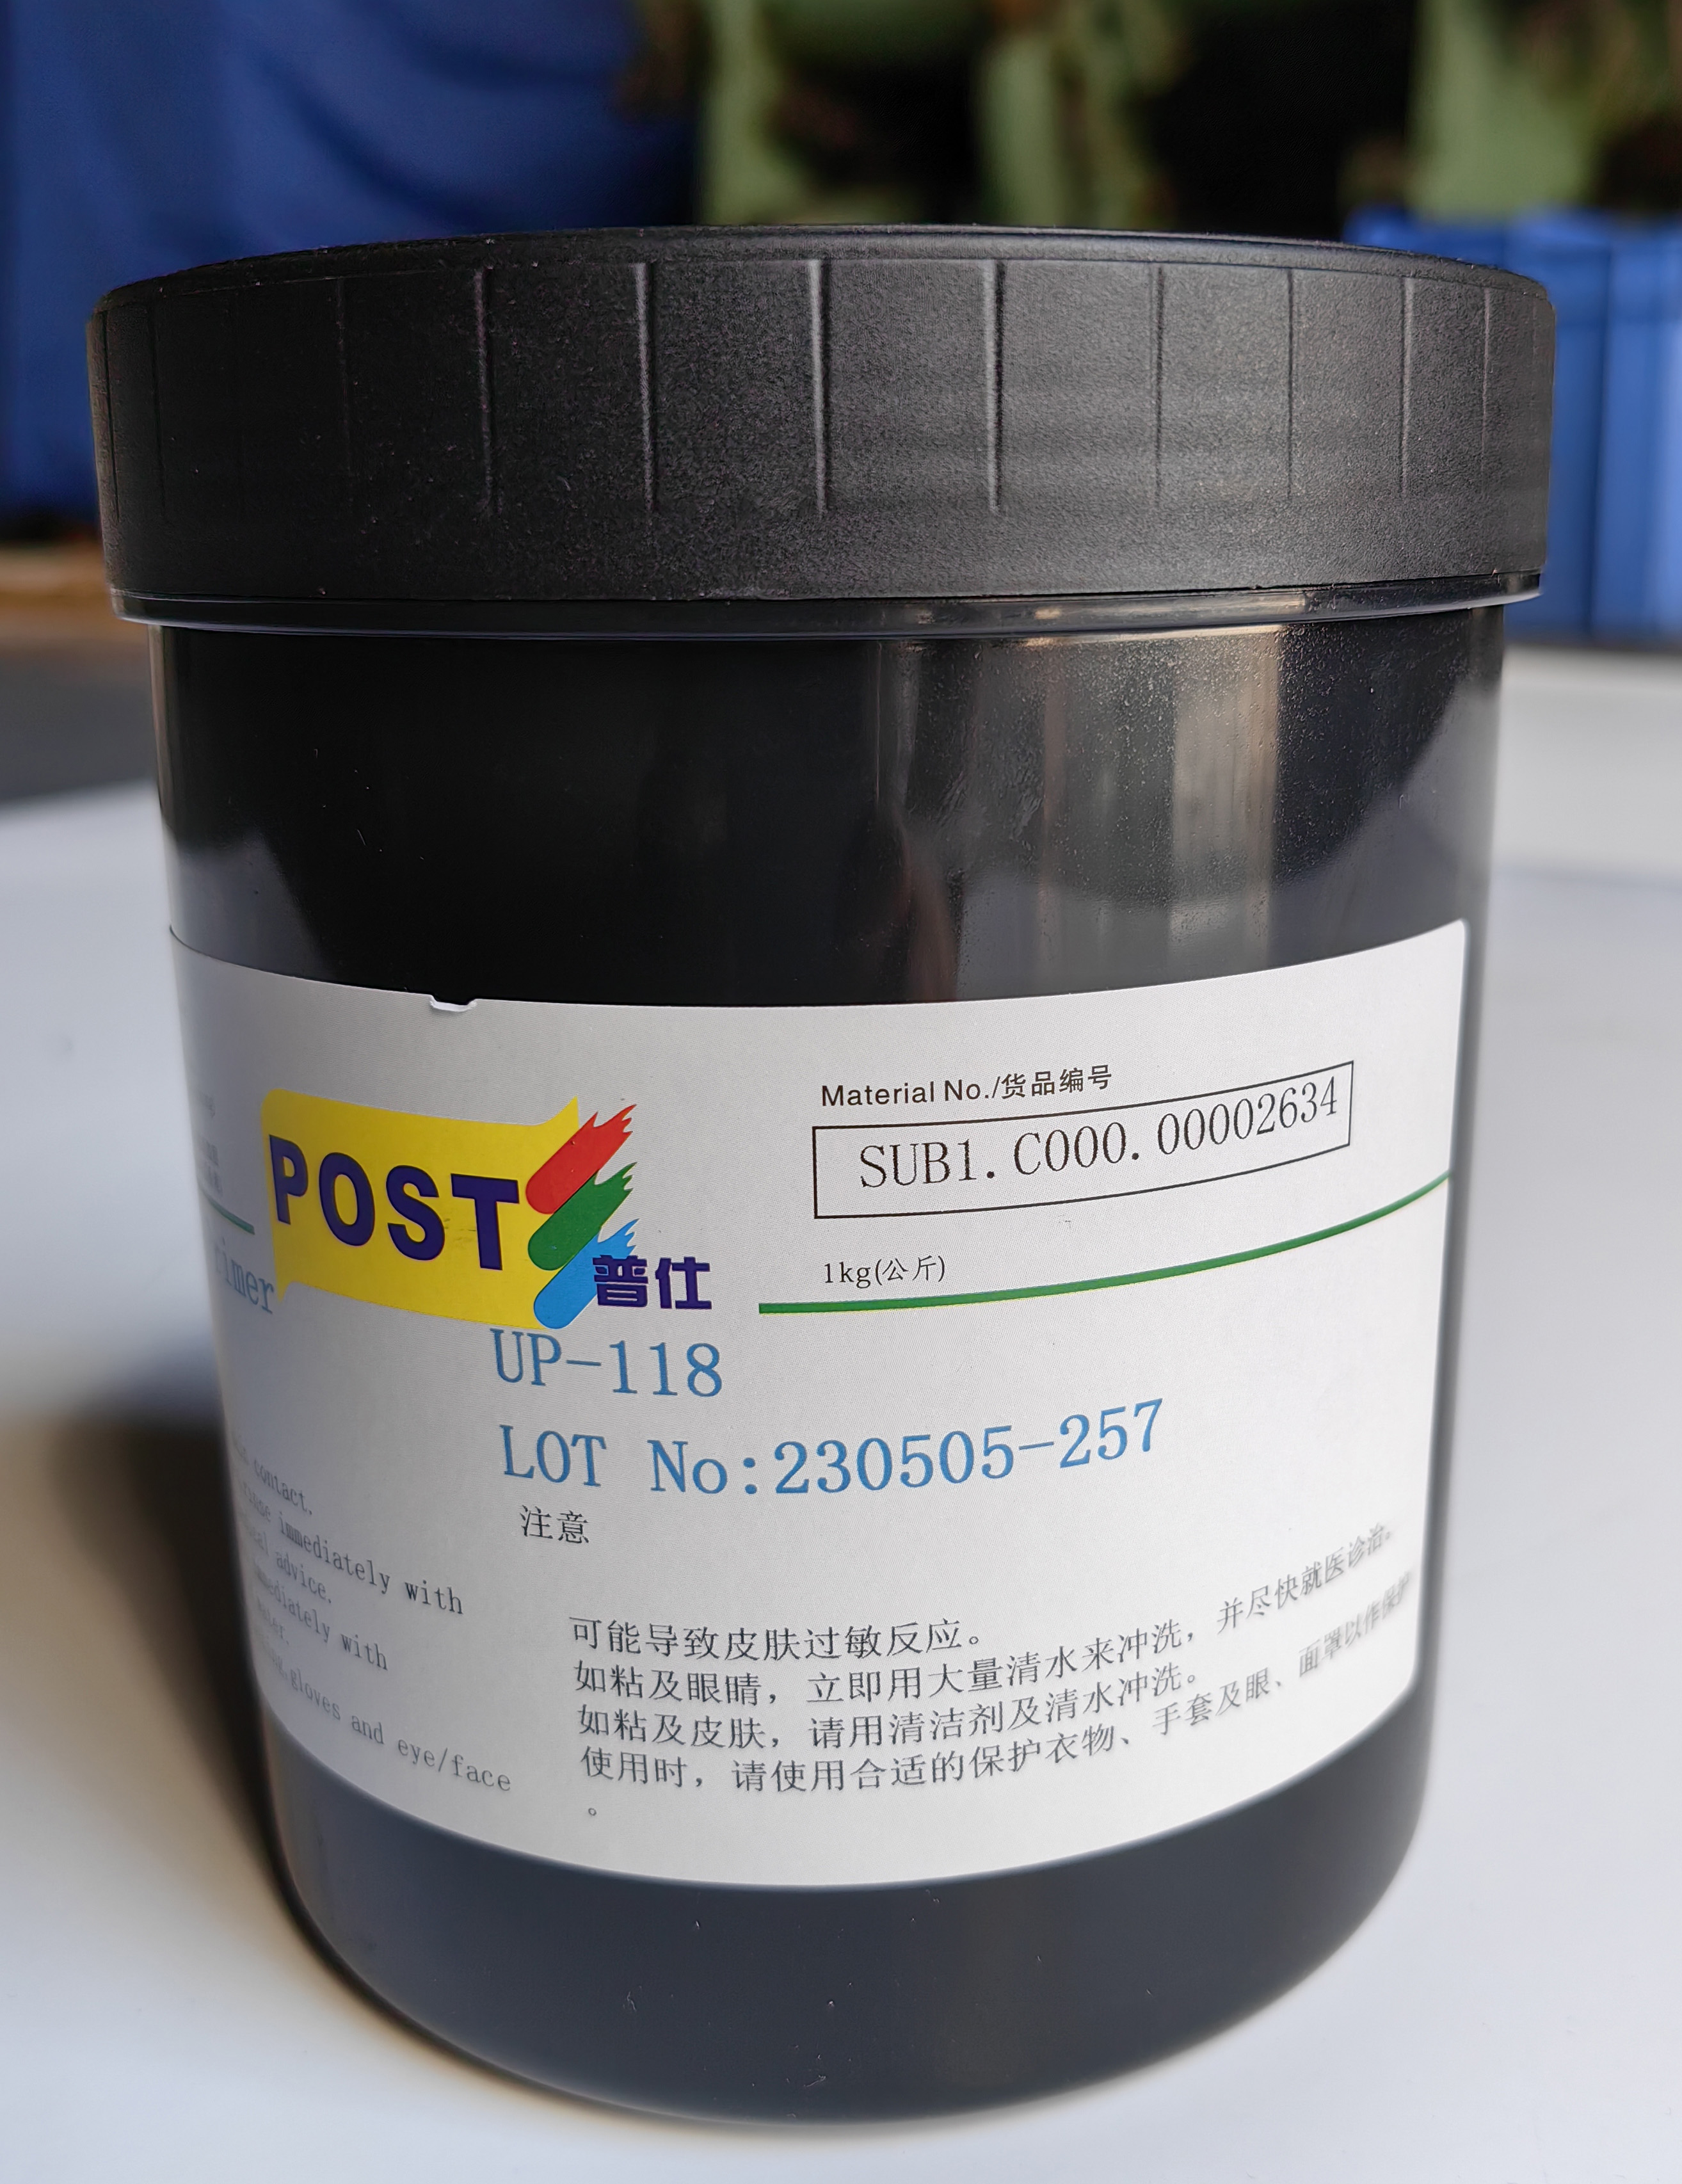 Material No./货品编号
SUB1.C000.00002634
POST
普仕
1kg(公斤)
UP-118
LOT No:230505-257
注意
contact.
immediately with
advice.
with
gloves and eye/face
可能导致皮肤过敏反应。
如粘及眼睛，立即用大量清水来冲洗，并尽快就医诊治。
如粘及皮肤，请用清洁剂及清水冲洗。
使用时，请使用合适的保护衣物、手套及眼、面罩以作保护
。